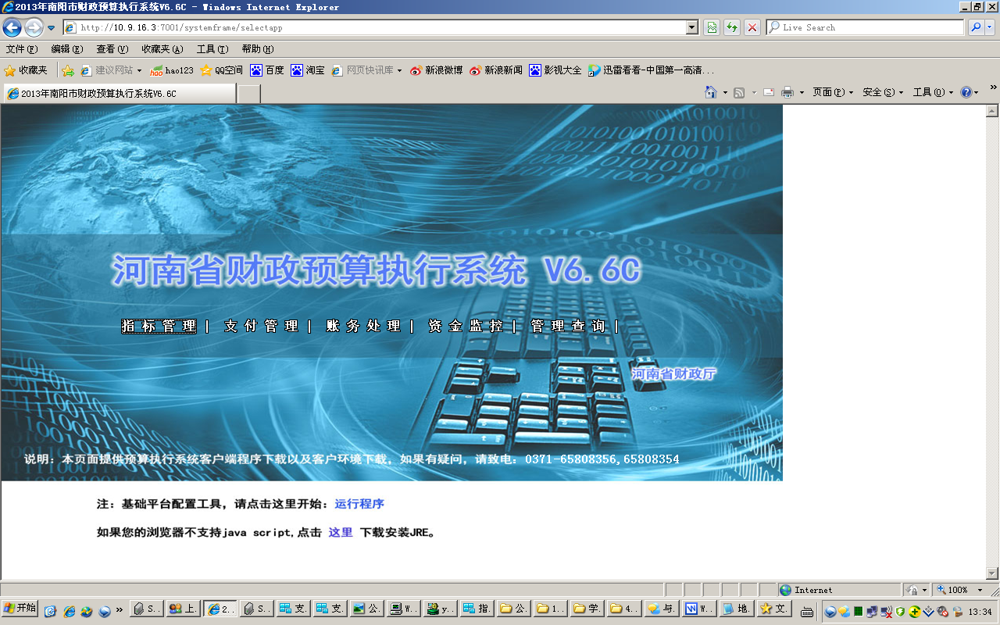 2013年南阳市财政预算执行系统V6.6C - Windows Internet Explorer
http://10.9.16.3:7001/systemframe/selectapp
Live Search
文件(F) 编辑(E) 查看(V) 收藏夹(A) 工具(T) 帮助(H)
收藏夹 建议网站 hao123 QQ空间 百度 淘宝 网页快讯库 新浪微博 新浪新闻 影视大全 迅雷看看-中国第一高清...
2013年南阳市财政预算执行系统V6.6C
页面(P) 安全(S) 工具(O)
河南省财政预算执行系统 V6.6C
指标管理| 支付管理| 账务处理| 资金监控| 管理查询|
河南省财政厅
说明：本页面提供预算执行系统客户端程序下载以及客户环境下载，如果有疑问，请致电：0371-65808356,65808354
注：基础平台配置工具，请点击这里开始：运行程序
如果您的浏览器不支持java script,点击 这里 下载安装JRE。
Internet 100%
开始 S.. 上. 2.. S.. 支. 支. 公. W.. y.. 指. 公. 1.. 学. 4.. 与. W.. 地. 文. 13:34